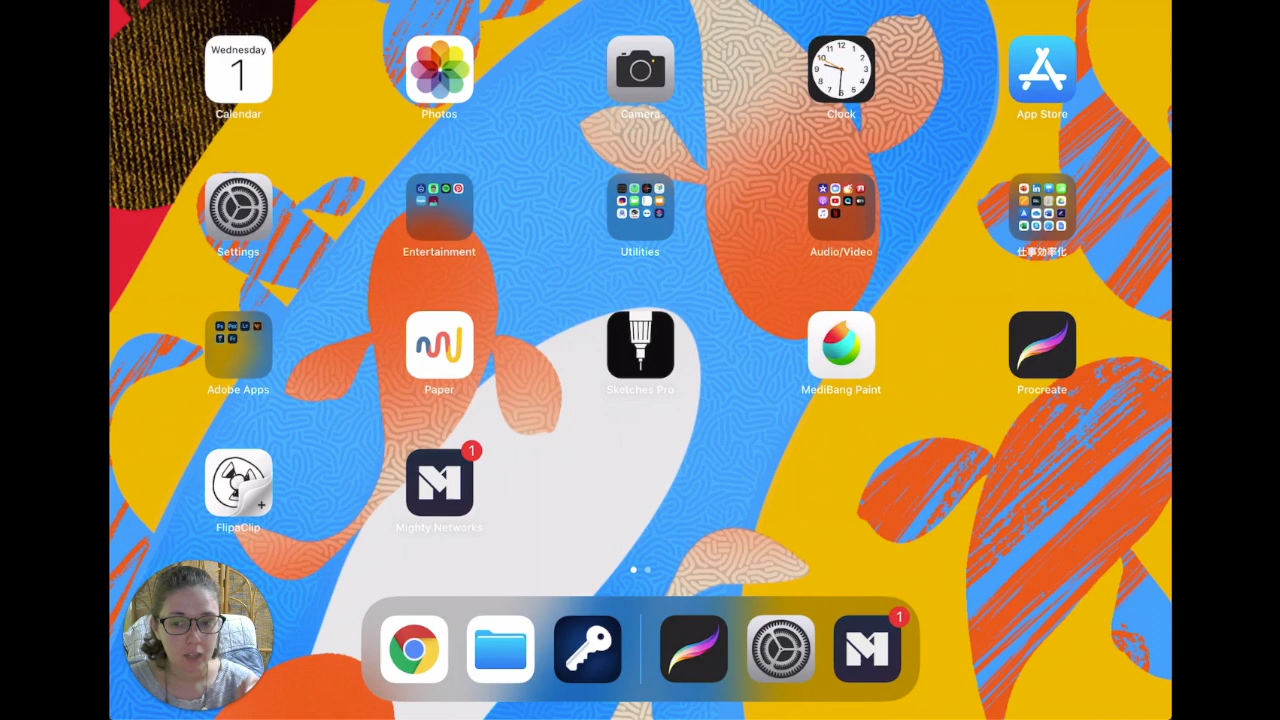 Wednesday
1
Calendar
Photos
Camera
Clock
App Store
Settings
Entertainment
Utilities
Audio/Video
仕事効率化
Adobe Apps
Paper
Sketches Pro
MediBang Paint
Procreate
FlipaClip
1
Mighty Networks
1